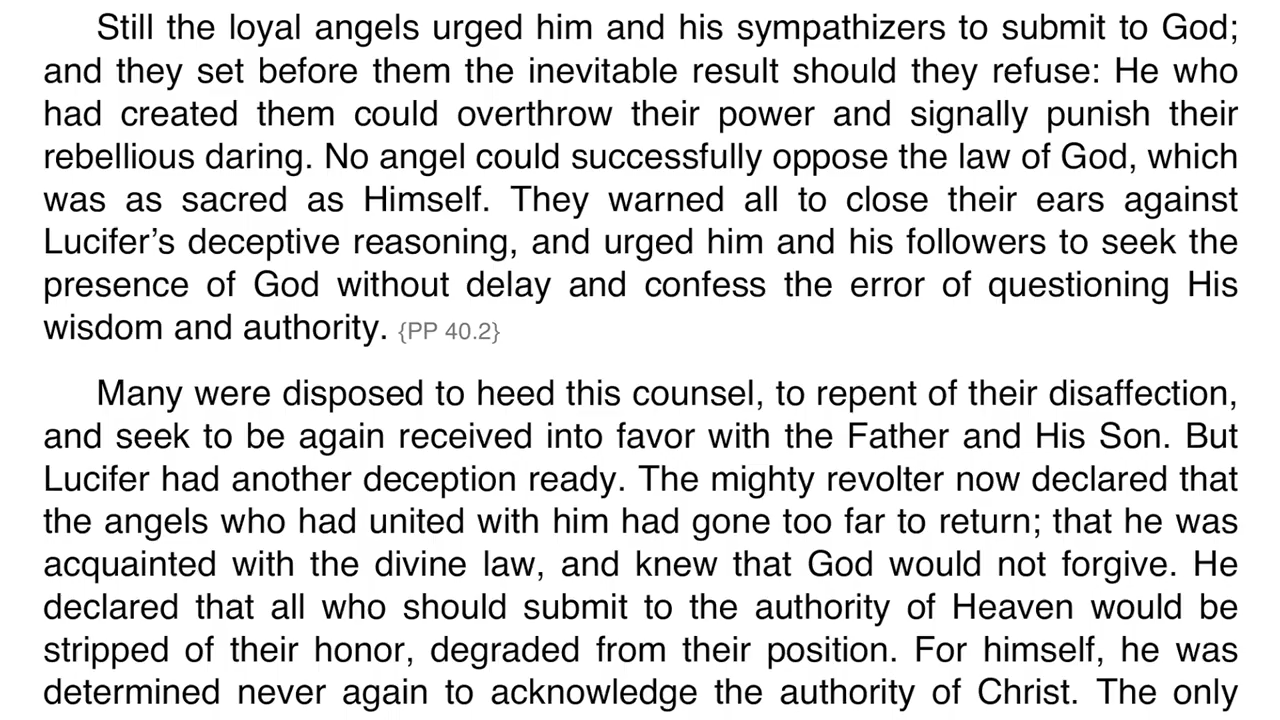 Still the loyal angels urged him and his sympathizers to submit to God;
and they set before them the inevitable result should they refuse: He who
had created them could overthrow their power and signally punish their
rebellious daring. No angel could successfully oppose the law of God, which
was as sacred as Himself. They warned all to close their ears against
Lucifer’s deceptive reasoning, and urged him and his followers to seek the
presence of God without delay and confess the error of questioning His
wisdom and authority. {PP 40.2}
Many were disposed to heed this counsel, to repent of their disaffection,
and seek to be again received into favor with the Father and His Son. But
Lucifer had another deception ready. The mighty revolter now declared that
the angels who had united with him had gone too far to return; that he was
acquainted with the divine law, and knew that God would not forgive. He
declared that all who should submit to the authority of Heaven would be
stripped of their honor, degraded from their position. For himself, he was
determined never again to acknowledge the authority of Christ. The only